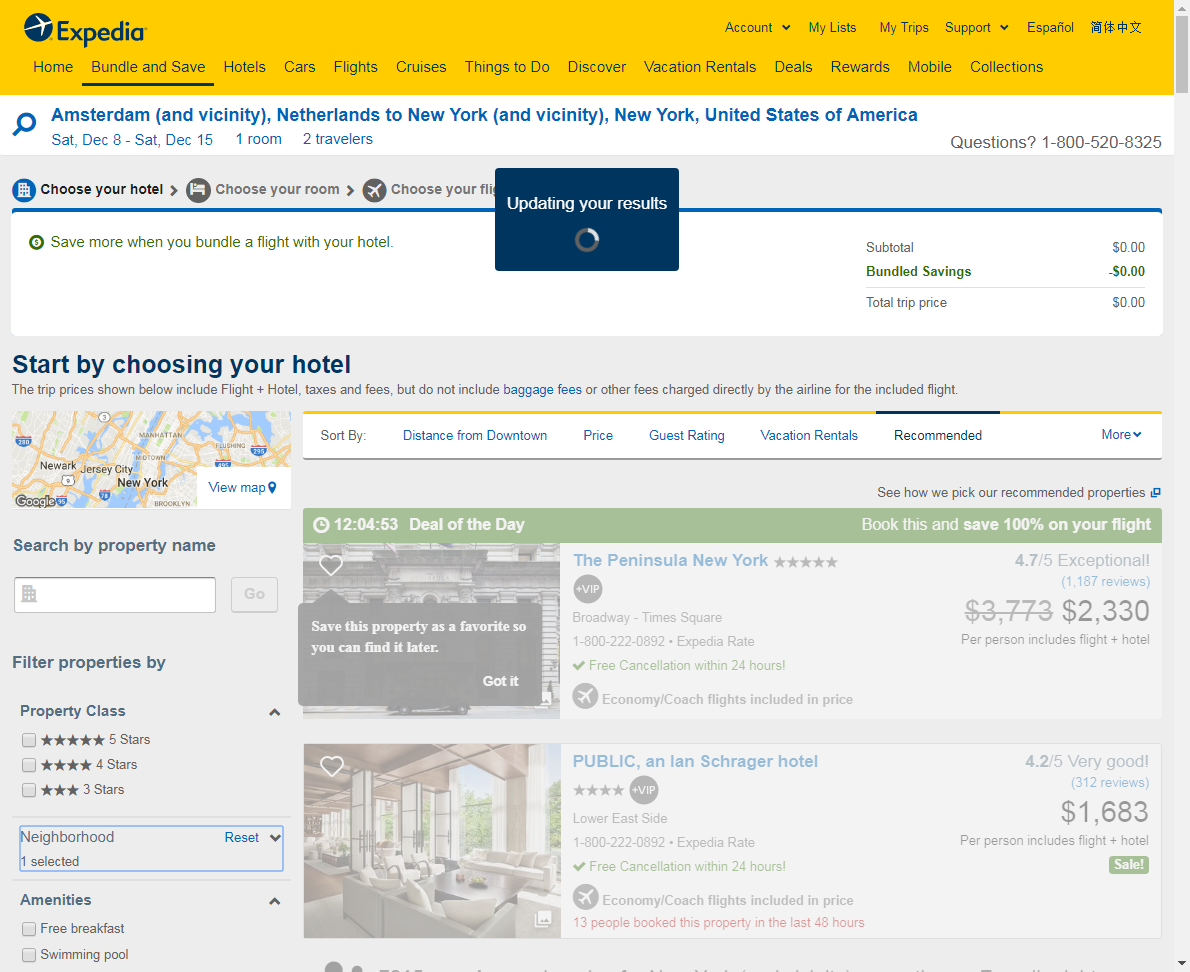 Expedia
Account
My Lists
My Trips
Support
Español
简体中文
Home
Bundle and Save
Hotels
Cars
Flights
Cruises
Things to Do
Discover
Vacation Rentals
Deals
Rewards
Mobile
Collections
Amsterdam (and vicinity), Netherlands to New York (and vicinity), New York, United States of America
Sat, Dec 8 - Sat, Dec 15 1 room 2 travelers
Questions? 1-800-520-8325
Choose your hotel
Choose your room
Choose your flig
Updating your results
Save more when you bundle a flight with your hotel.
Subtotal $0.00
Bundled Savings -$0.00
Total trip price $0.00
Start by choosing your hotel
The trip prices shown below include Flight + Hotel, taxes and fees, but do not include baggage fees or other fees charged directly by the airline for the included flight.
3
MANHATTAN
FLUSHING
280
295
MIDTOWN
495
Newark
Jersey City
9
New York
78
95
BROOKLYN
Google
View map
Search by property name
Go
Filter properties by
Property Class
5 Stars
4 Stars
3 Stars
Neighborhood Reset
1 selected
Amenities
Free breakfast
Swimming pool
Sort By: Distance from Downtown Price Guest Rating Vacation Rentals Recommended More
See how we pick our recommended properties
12:04:53 Deal of the Day
Book this and save 100% on your flight
Save this property as a favorite so
you can find it later.
Got it
The Peninsula New York
+VIP
Broadway - Times Square
1-800-222-0892 • Expedia Rate
Free Cancellation within 24 hours!
Economy/Coach flights included in price
4.7/5 Exceptional!
(1,187 reviews)
$3,773 $2,330
Per person includes flight + hotel
PUBLIC, an Ian Schrager hotel
+VIP
Lower East Side
1-800-222-0892 • Expedia Rate
Free Cancellation within 24 hours!
Economy/Coach flights included in price
13 people booked this property in the last 48 hours
4.2/5 Very good!
(312 reviews)
$1,683
Per person includes flight + hotel
Sale!